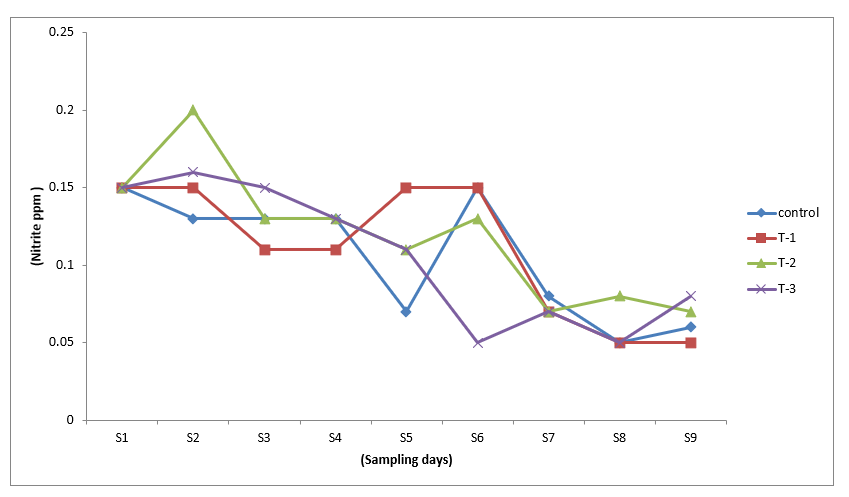 0.25
0.2
0.15
0.1
0.05
0
(Nitrite ppm )
S1 S2 S3 S4 S5 S6 S7 S8 S9
(Sampling days)
control
T-1
T-2
T-3